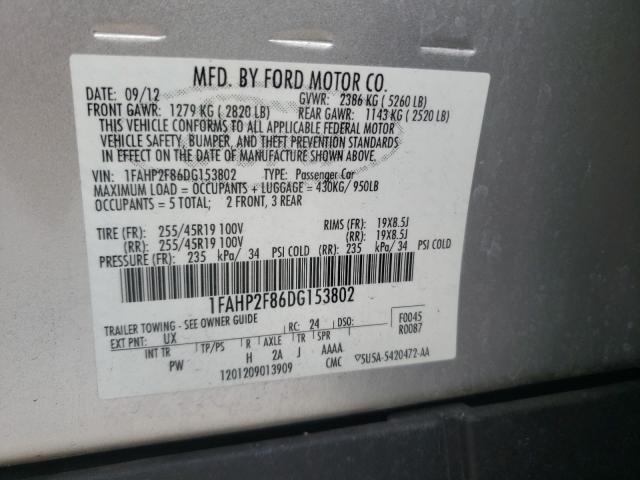 MFD. BY FORD MOTOR CO.
DATE: 09/12 GVWR: 2386 KG ( 5260 LB)
FRONT GAWR: 1279 KG ( 2820 LB) REAR GAWR: 1143 KG ( 2520 LB)
THIS VEHICLE CONFORMS TO ALL APPLICABLE FEDERAL MOTOR
VEHICLE SAFETY, BUMPER, AND THEFT PREVENTION STANDARDS
IN EFFECT ON THE DATE OF MANUFACTURE SHOWN ABOVE.
VIN: 1FAHP2F86DG153802 TYPE: Passenger Car
MAXIMUM LOAD = OCCUPANTS + LUGGAGE = 430KG/ 950LB
OCCUPANTS = 5 TOTAL; 2 FRONT, 3 REAR
TIRE (FR): 255/45R19 100V RIMS (FR): 19X8.5J
(RR): 255/45R19 100V (RR): 19X8.5J
PRESSURE (FR): 235 kPa/ 34 PSI COLD (RR): 235 kPa/ 34 PSI COLD
1FAHP2F86DG153802
TRAILER TOWING - SEE OWNER GUIDE
EXT PNT: UX RC: 24 DSO: F0045
INT TR TP/PS R AXLE TR SPR R0087
PW H 2A J AAAA
1201209013909 CMC 5U5A-5420472-AA